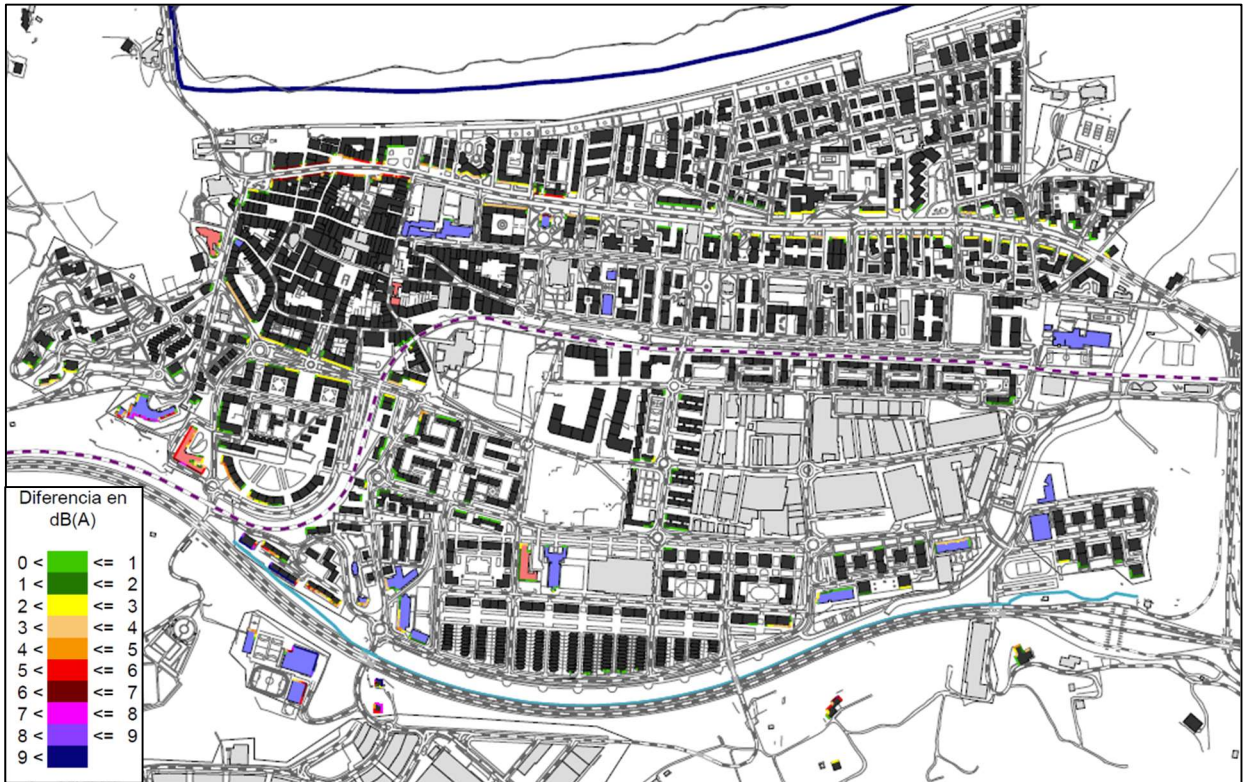 Diferencia en
dB(A)
0 < <= 1
1 < <= 2
2 < <= 3
3 < <= 4
4 < <= 5
5 < <= 6
6 < <= 7
7 < <= 8
8 < <= 9
9 <